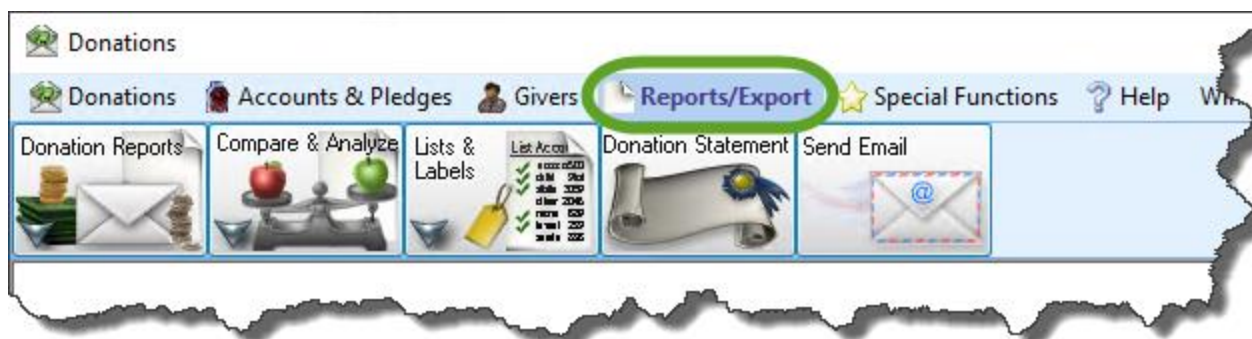 Donations
Donations Accounts & Pledges Givers Reports/Export Special Functions ? Help
Donation Reports Compare & Analyze Lists & Labels Donation Statement Send Email
@